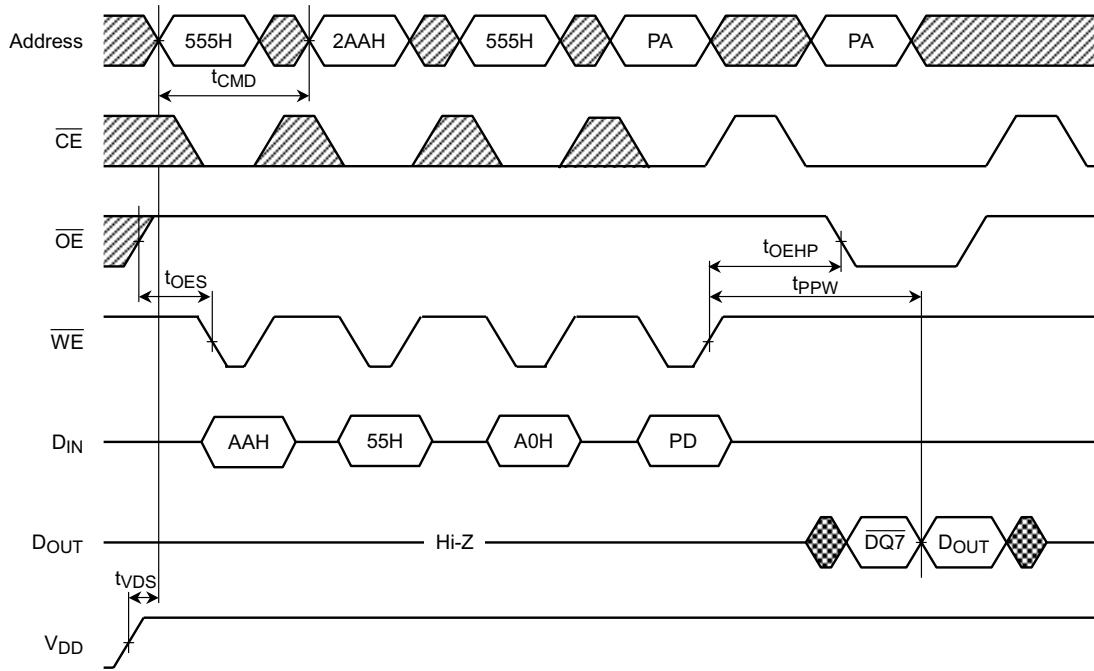 Address 555H 2AAH 555H PA PA
tCMD
CE
OE
tOES
tOEHP
tPPW
WE
DIN AAH 55H A0H PD
DOUT Hi-Z DQ7 DOUT
tVDS
VDD